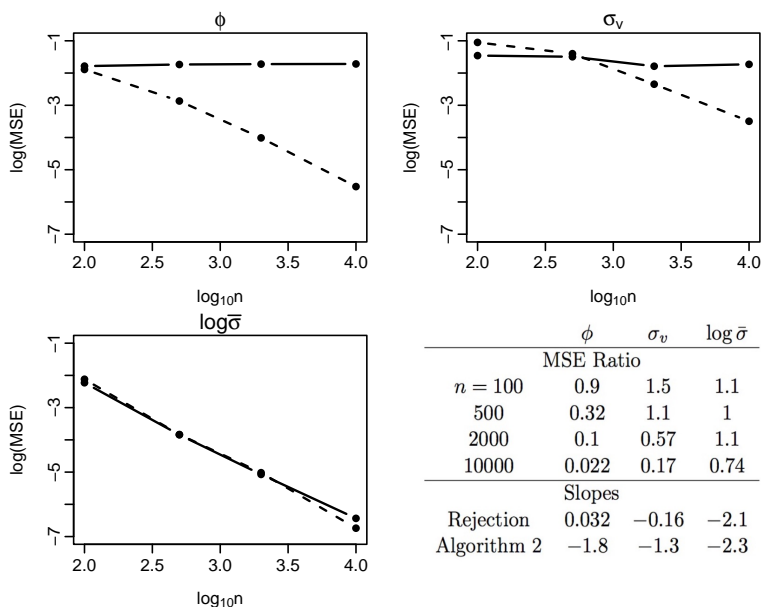 ϕ
−1
−3
−5
−7
log(MSE)
2.0 2.5 3.0 3.5 4.0
log₁₀n
σᵥ
−1
−3
−5
−7
log(MSE)
2.0 2.5 3.0 3.5 4.0
log₁₀n
logσ̅
−1
−3
−5
−7
log(MSE)
2.0 2.5 3.0 3.5 4.0
log₁₀n
ϕ σᵥ log σ̄
MSE Ratio
n = 100 0.9 1.5 1.1
500 0.32 1.1 1
2000 0.1 0.57 1.1
10000 0.022 0.17 0.74
Slopes
Rejection 0.032 −0.16 −2.1
Algorithm 2 −1.8 −1.3 −2.3